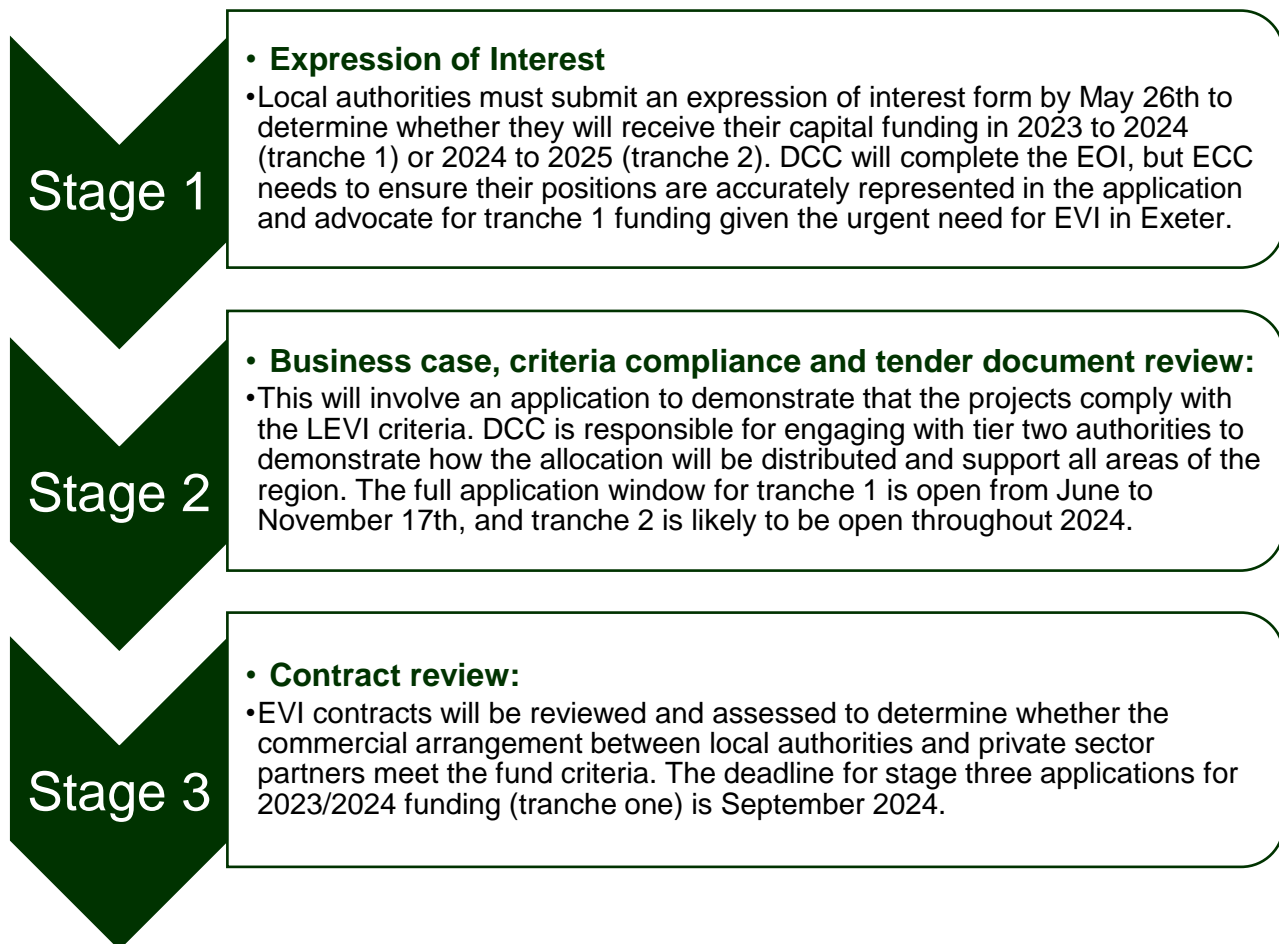 Stage 1
• Expression of Interest
•Local authorities must submit an expression of interest form by May 26th to
determine whether they will receive their capital funding in 2023 to 2024
(tranche 1) or 2024 to 2025 (tranche 2). DCC will complete the EOI, but ECC
needs to ensure their positions are accurately represented in the application
and advocate for tranche 1 funding given the urgent need for EVI in Exeter.
Stage 2
• Business case, criteria compliance and tender document review:
•This will involve an application to demonstrate that the projects comply with
the LEVI criteria. DCC is responsible for engaging with tier two authorities to
demonstrate how the allocation will be distributed and support all areas of the
region. The full application window for tranche 1 is open from June to
November 17th, and tranche 2 is likely to be open throughout 2024.
Stage 3
• Contract review:
•EVI contracts will be reviewed and assessed to determine whether the
commercial arrangement between local authorities and private sector
partners meet the fund criteria. The deadline for stage three applications for
2023/2024 funding (tranche one) is September 2024.